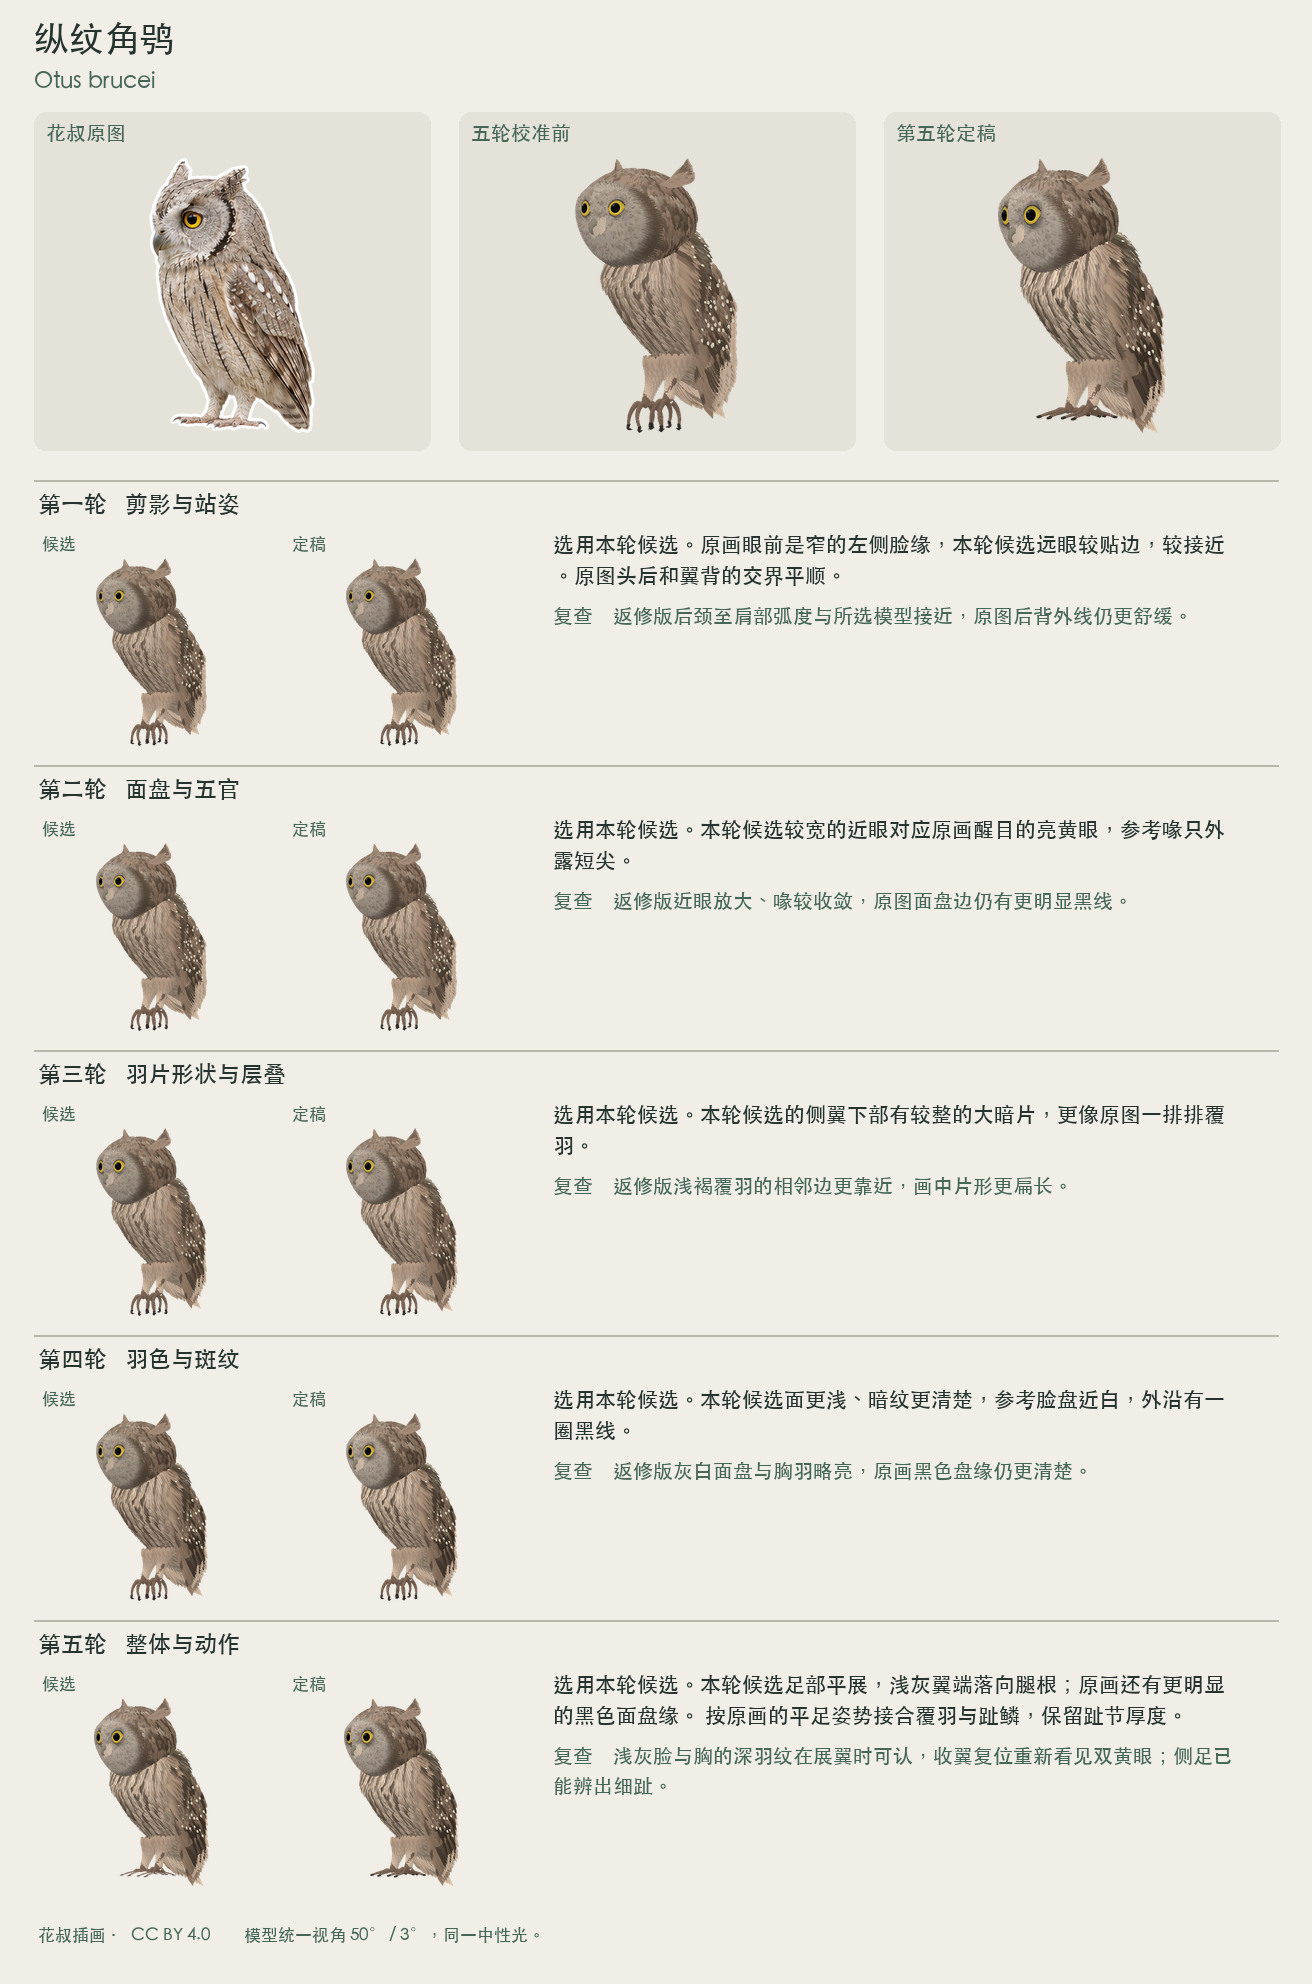 纵纹角鸮
Otus brucei
花叔原图
五轮校准前
第五轮定稿
第一轮 剪影与站姿
候选
定稿
选用本轮候选。原画眼前是窄的左侧脸缘，本轮候选远眼较贴边，较接近
。原图头后和翼背的交界平顺。
复查 返修版后颈至肩部弧度与所选模型接近，原图后背外线仍更舒缓。
第二轮 面盘与五官
候选
定稿
选用本轮候选。本轮候选较宽的近眼对应原画醒目的亮黄眼，参考喙只外
露短尖。
复查 返修版近眼放大、喙较收敛，原图面盘边仍有更明显黑线。
第三轮 羽片形状与层叠
候选
定稿
选用本轮候选。本轮候选的侧翼下部有较整的大暗片，更像原图一排排覆
羽。
复查 返修版浅褐覆羽的相邻边更靠近，画中片形更扁长。
第四轮 羽色与斑纹
候选
定稿
选用本轮候选。本轮候选面更浅、暗纹更清楚，参考脸盘近白，外沿有一
圈黑线。
复查 返修版灰白面盘与胸羽略亮，原画黑色盘缘仍更清楚。
第五轮 整体与动作
候选
定稿
选用本轮候选。本轮候选足部平展，浅灰翼端落向腿根；原画还有更明显
的黑色面盘缘。 按原画的平足姿势接合覆羽与趾鳞，保留趾节厚度。
复查 浅灰脸与胸的深羽纹在展翼时可认，收翼复位重新看见双黄眼；侧足已
能辨出细趾。
花叔插画 · CC BY 4.0 模型统一视角 50° / 3° ，同一中性光。